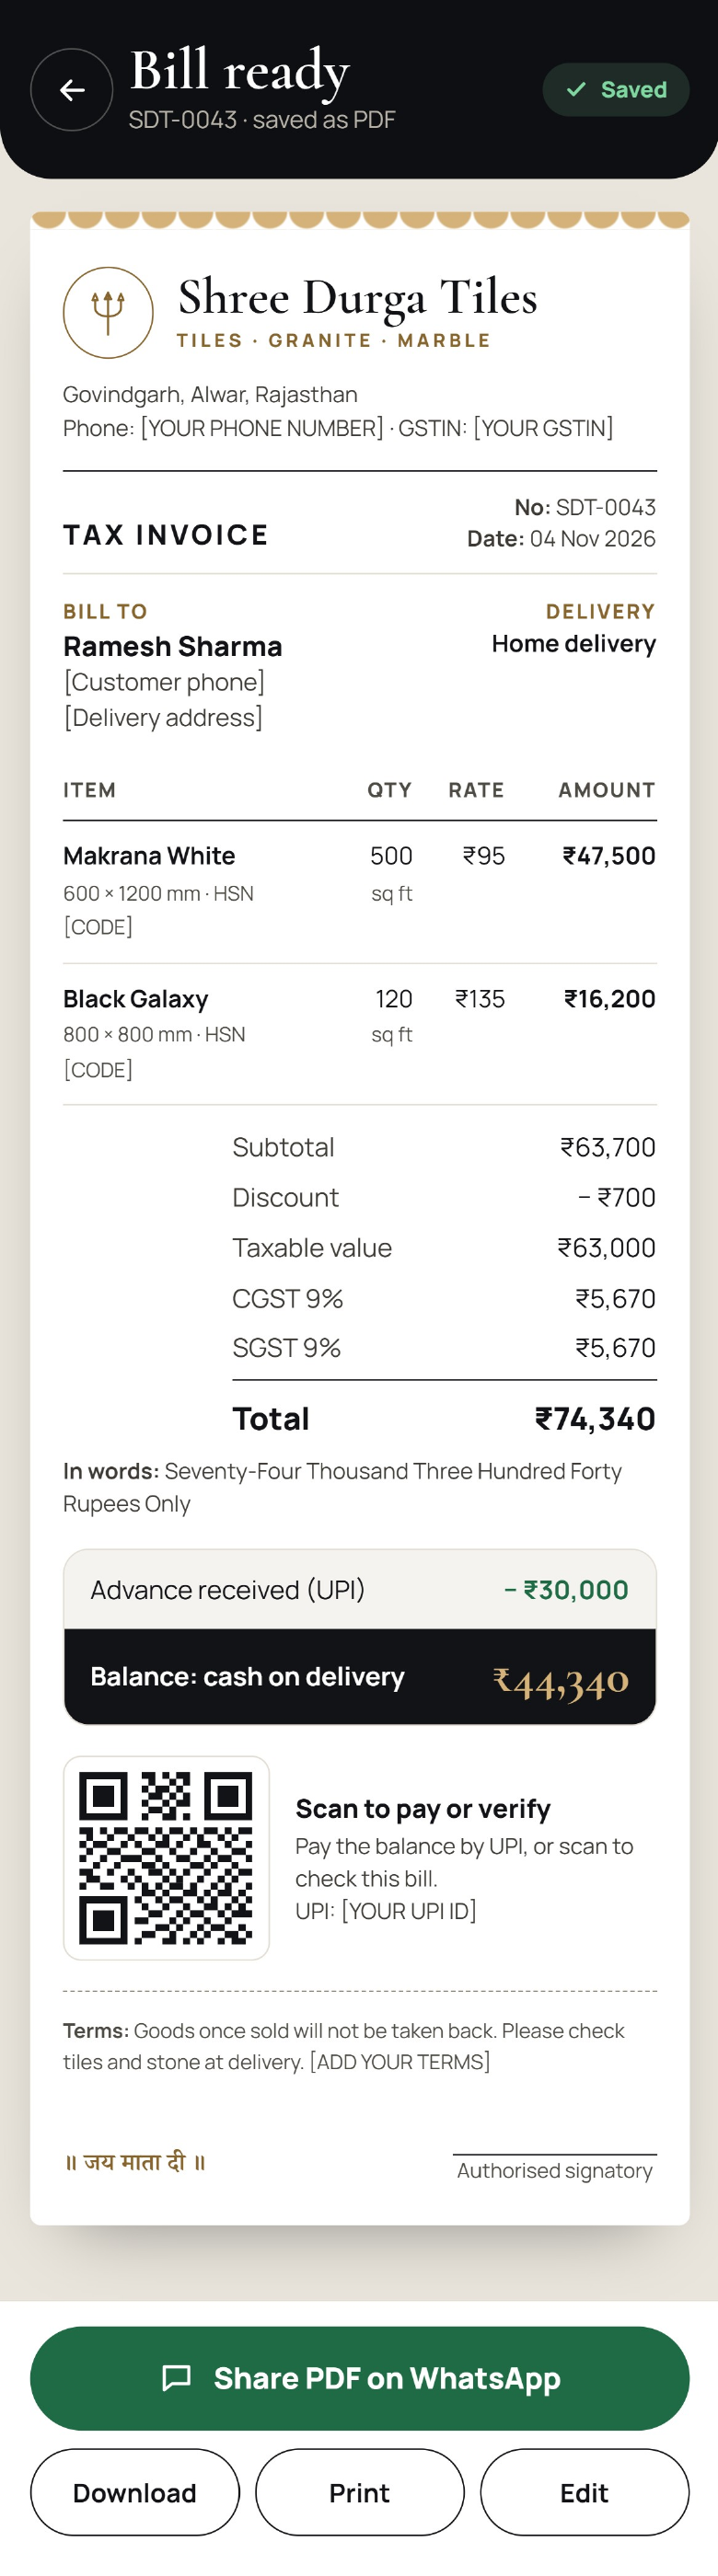 Bill ready
SDT-0043 · saved as PDF
Saved
Shree Durga Tiles
TILES · GRANITE · MARBLE
Govindgarh, Alwar, Rajasthan
Phone: [YOUR PHONE NUMBER] · GSTIN: [YOUR GSTIN]
TAX INVOICE
No: SDT-0043
Date: 04 Nov 2026
BILL TO
Ramesh Sharma
[Customer phone]
[Delivery address]
DELIVERY
Home delivery
ITEM QTY RATE AMOUNT
Makrana White 500 ₹95 ₹47,500
600 × 1200 mm · HSN sq ft
[CODE]
Black Galaxy 120 ₹135 ₹16,200
800 × 800 mm · HSN sq ft
[CODE]
Subtotal ₹63,700
Discount − ₹700
Taxable value ₹63,000
CGST 9% ₹5,670
SGST 9% ₹5,670
Total ₹74,340
In words: Seventy-Four Thousand Three Hundred Forty
Rupees Only
Advance received (UPI) − ₹30,000
Balance: cash on delivery ₹44,340
Scan to pay or verify
Pay the balance by UPI, or scan to
check this bill.
UPI: [YOUR UPI ID]
Terms: Goods once sold will not be taken back. Please check
tiles and stone at delivery. [ADD YOUR TERMS]
॥ जय माता दी ॥
Authorised signatory
Share PDF on WhatsApp
Download
Print
Edit